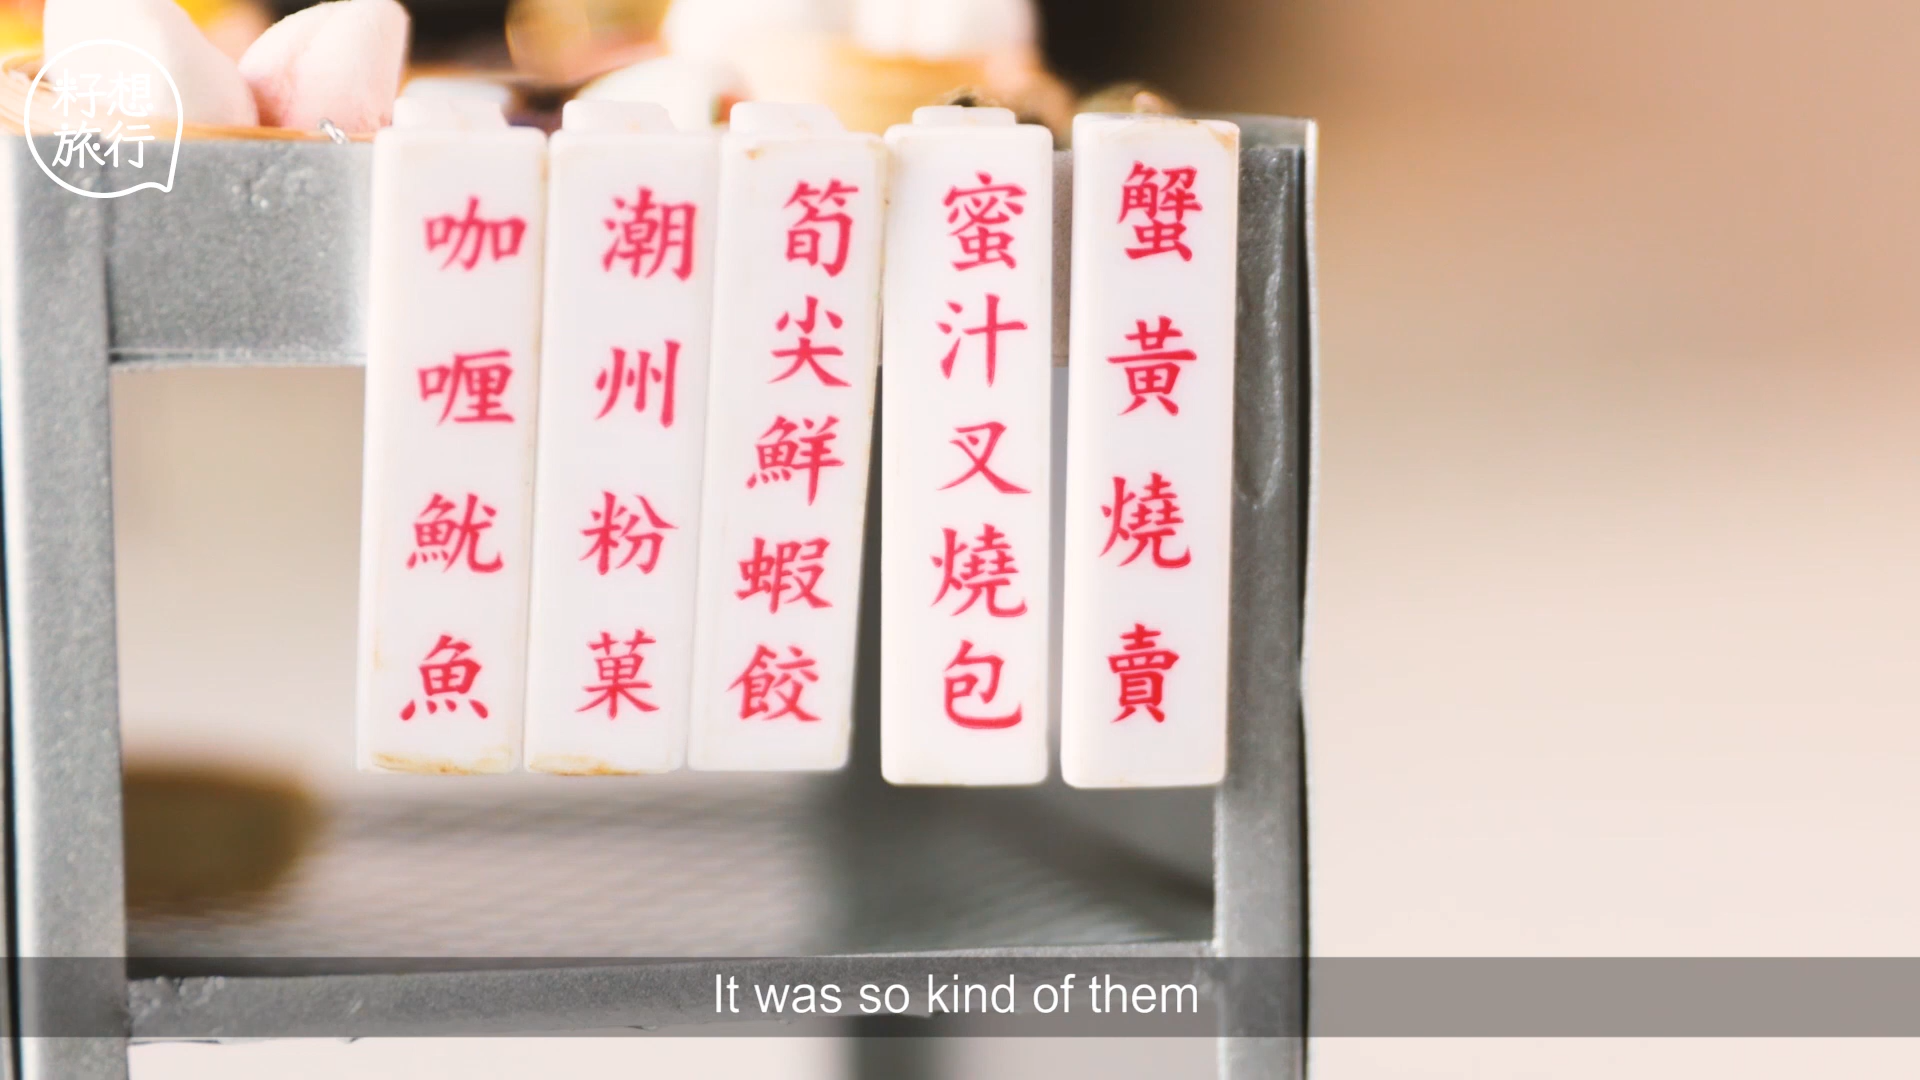 籽想
旅行
蟹黃燒賣
蜜汁叉燒包
筍尖鮮蝦餃
潮州粉菓
咖喱魷魚
It was so kind of them